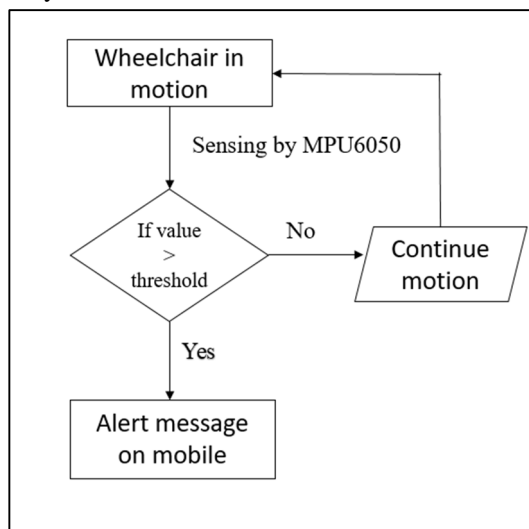 Wheelchair in
motion
Sensing by MPU6050
If value
>
threshold
No
Continue
motion
Yes
Alert message
on mobile